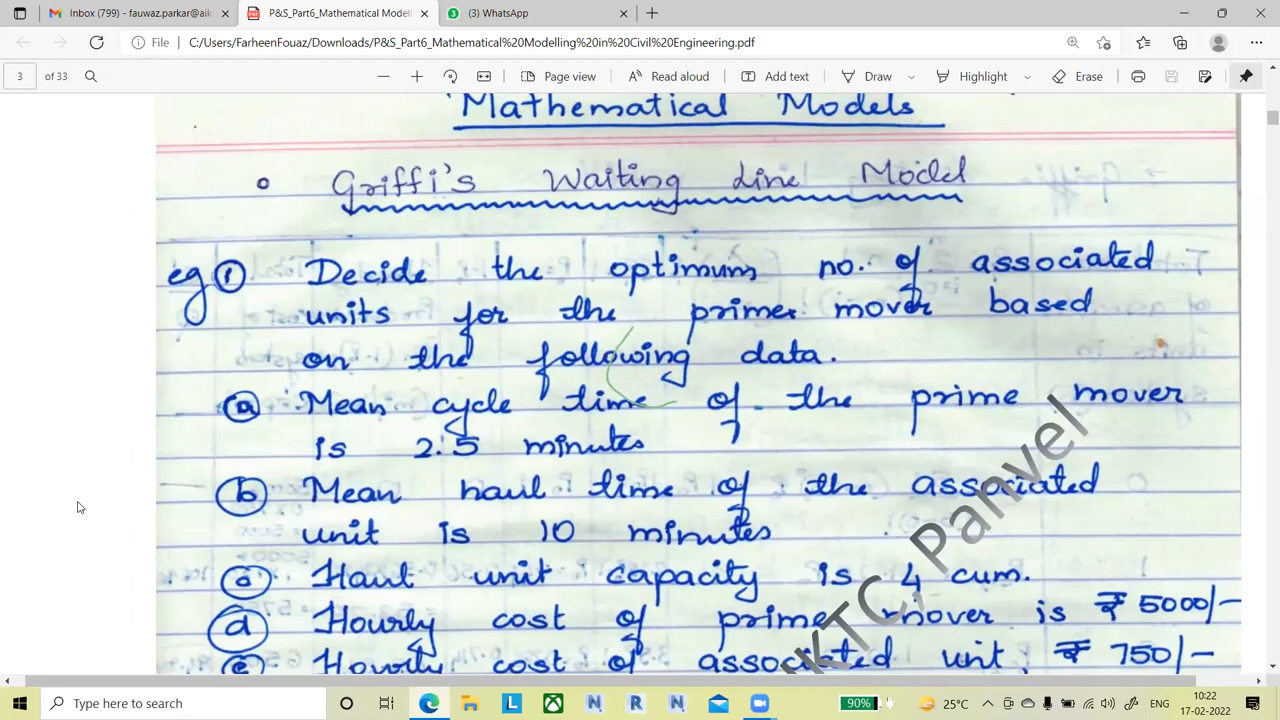 Inbox (799) - fauwaz.parkar@aik
P&S_Part6_Mathematical Modelli
(3) WhatsApp
File
C:/Users/FarheenFouaz/Downloads/P&S_Part6_Mathematical%20Modelling%20in%20Civil%20Engineering.pdf
3 of 33
Page view
Read aloud
Add text
Draw
Highlight
Erase
Mathematical Models
Griffi's Waiting Line Model
eg ① Decide the optimum no. of associated
units for the prime mover based
on the following data.
ⓐ Mean cycle time of the prime mover
is 2.5 minutes
ⓑ Mean haul time of the associated
unit is 10 minutes
ⓒ Haul unit capacity is 4 cum.
ⓓ Hourly cost of prime mover is ₹ 5000/-
ⓔ Hourly cost of associated unit, ₹ 750/-
KTC, Panvel
Type here to search
90%
25°C
ENG
10:22
17-02-2022